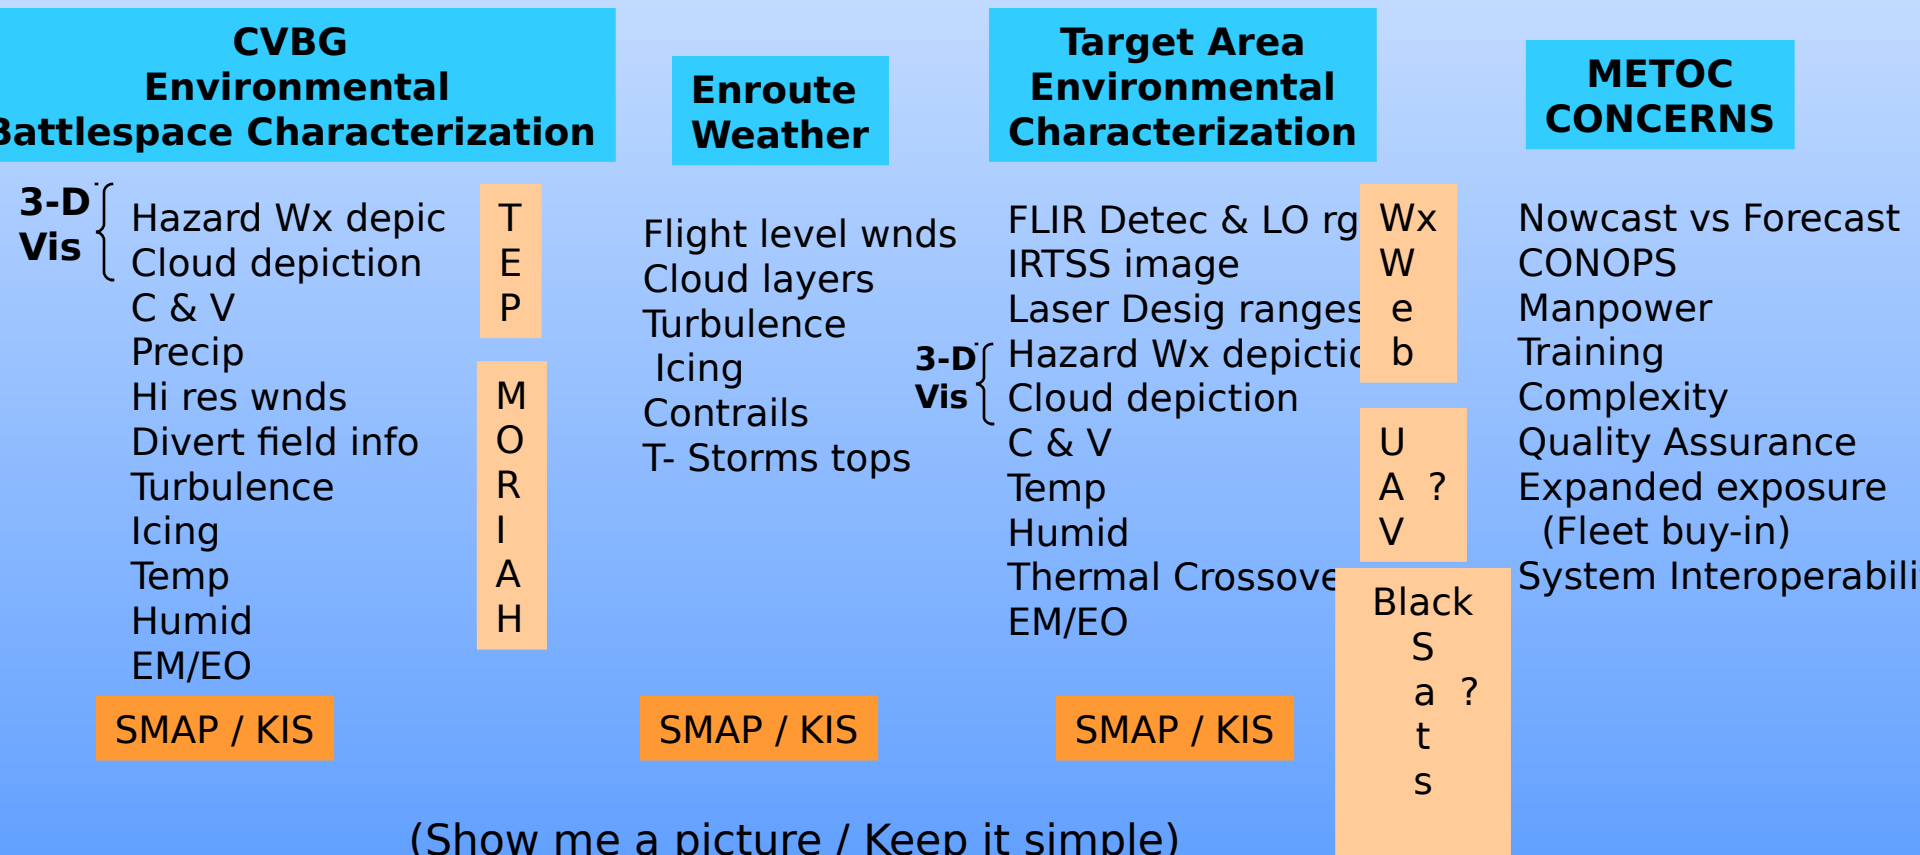 CVBG
Environmental
Battlespace Characterization
3-D
Vis
Hazard Wx depic
Cloud depiction
C & V
Precip
Hi res wnds
Divert field info
Turbulence
Icing
Temp
Humid
EM/EO
T
E
P
M
O
R
I
A
H
SMAP / KIS
Enroute
Weather
Flight level wnds
Cloud layers
Turbulence
Icing
Contrails
T- Storms tops
SMAP / KIS
Target Area
Environmental
Characterization
3-D
Vis
FLIR Detec & LO rg
IRTSS image
Laser Desig ranges
Hazard Wx depictio
Cloud depiction
C & V
Temp
Humid
Thermal Crossove
EM/EO
SMAP / KIS
Wx
W
e
b
U
A ?
V
Black
S
a ?
t
s
METOC
CONCERNS
Nowcast vs Forecast
CONOPS
Manpower
Training
Complexity
Quality Assurance
Expanded exposure
(Fleet buy-in)
System Interoperabili
(Show me a picture / Keep it simple)